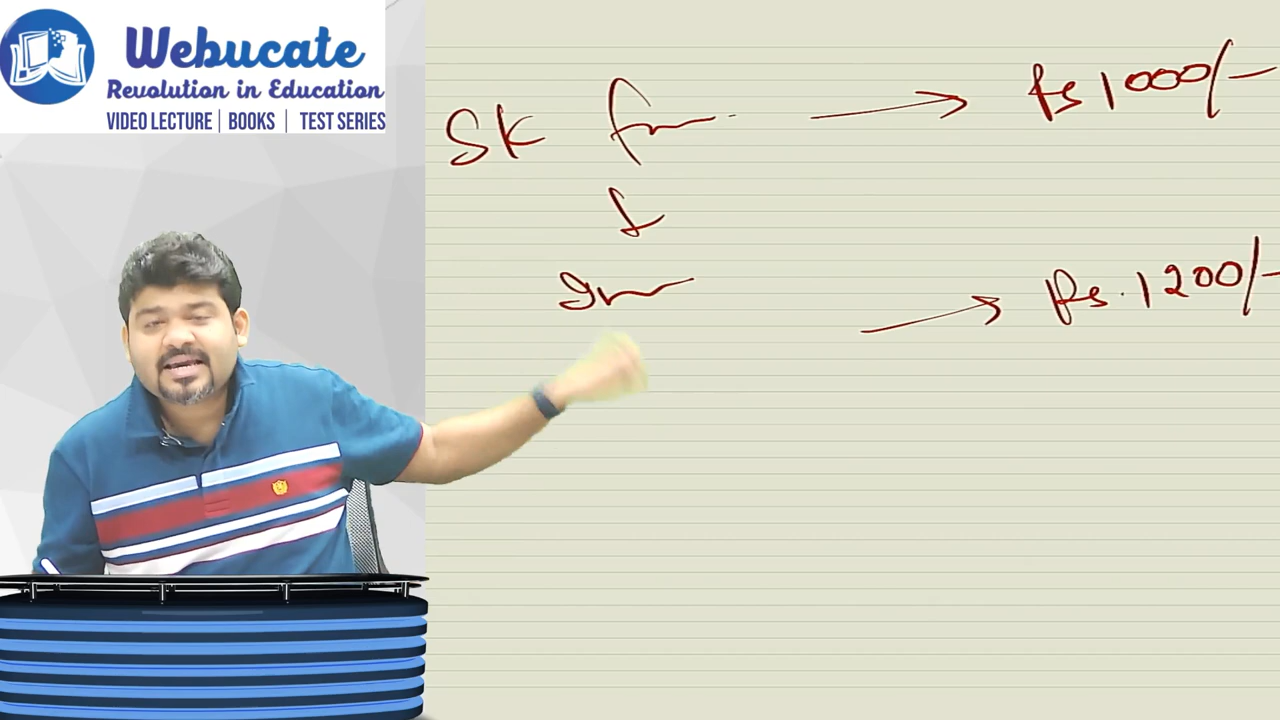 Webucate
Revolution in Education
VIDEO LECTURE | BOOKS | TEST SERIES
SK → Rs 1000/-
→ Rs. 1200/-